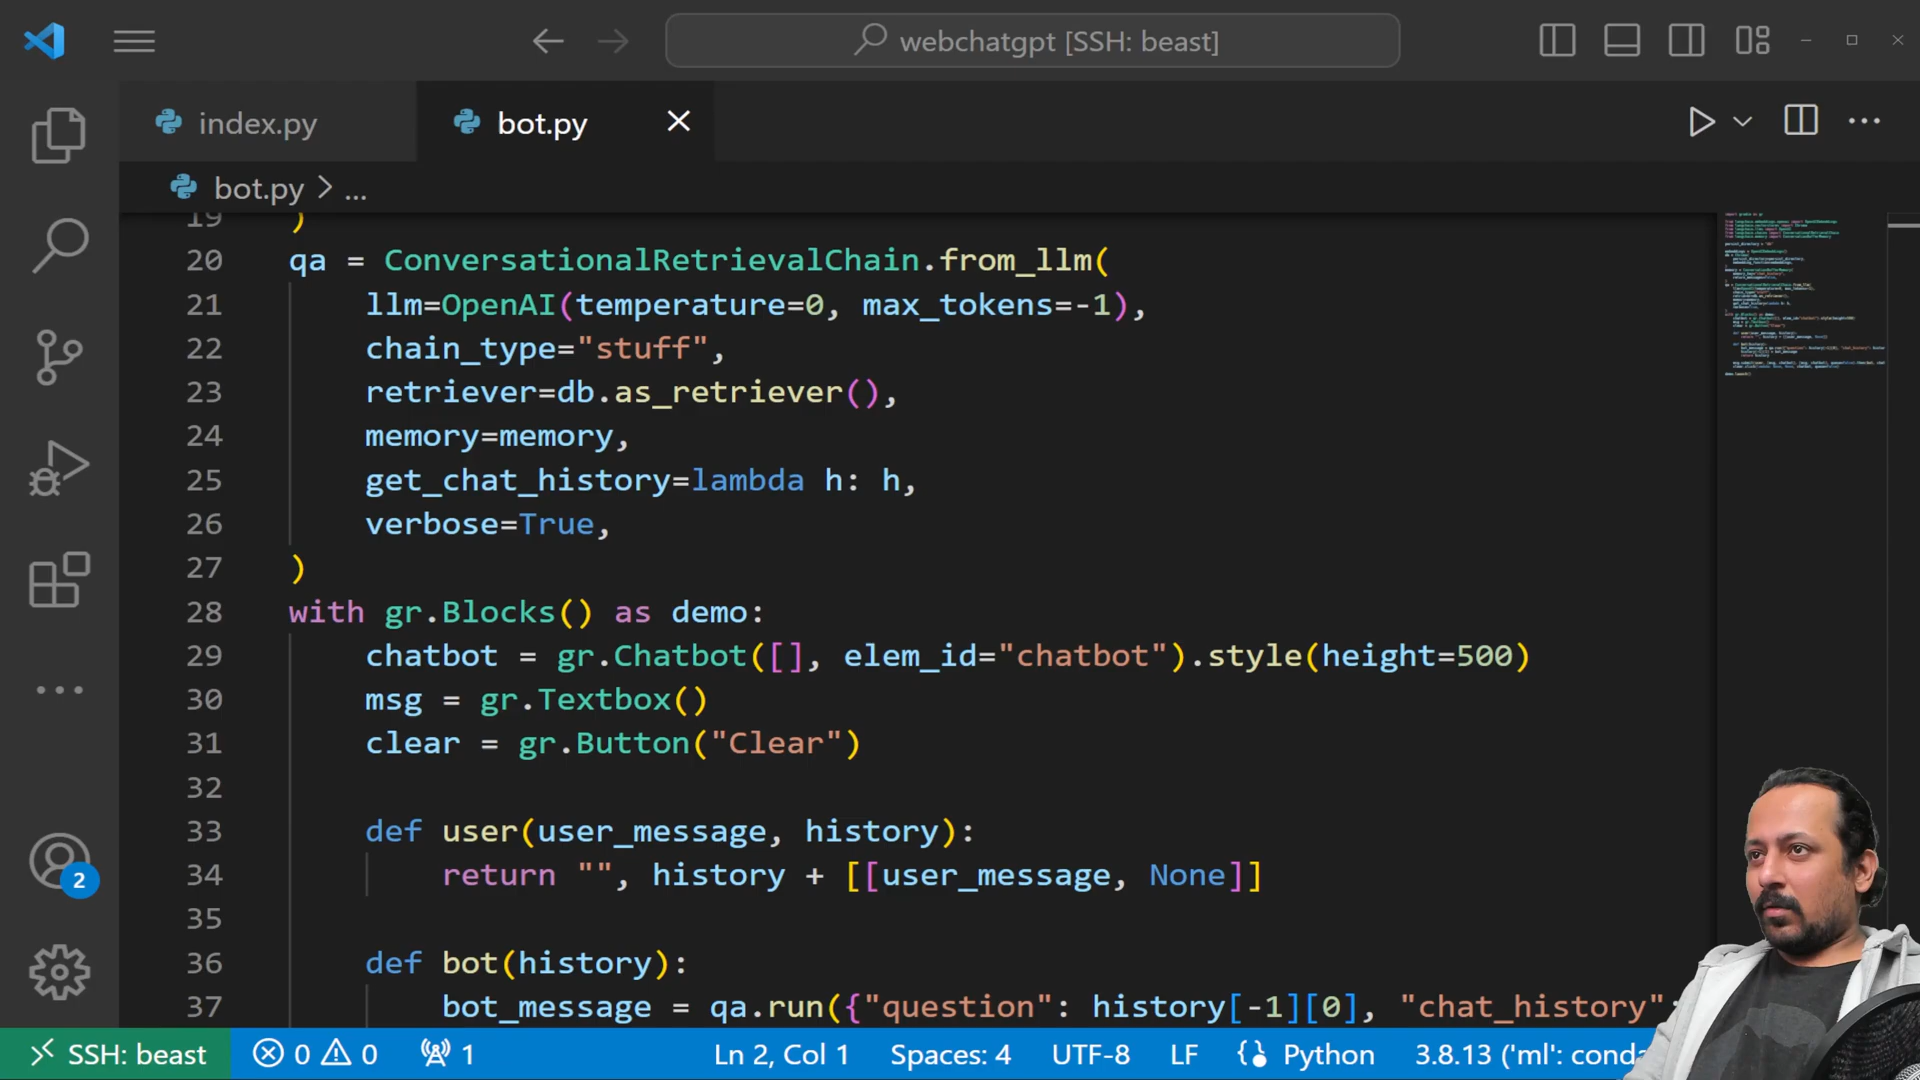 webchatgpt [SSH: beast]
index.py
bot.py
bot.py > ...
19 )
20 qa = ConversationalRetrievalChain.from_llm(
21 llm=OpenAI(temperature=0, max_tokens=-1),
22 chain_type="stuff",
23 retriever=db.as_retriever(),
24 memory=memory,
25 get_chat_history=lambda h: h,
26 verbose=True,
27 )
28 with gr.Blocks() as demo:
29 chatbot = gr.Chatbot([], elem_id="chatbot").style(height=500)
30 msg = gr.Textbox()
31 clear = gr.Button("Clear")
32
33 def user(user_message, history):
34 return "", history + [[user_message, None]]
35
36 def bot(history):
37 bot_message = qa.run({"question": history[-1][0], "chat_history":
2
SSH: beast 0 0 1 Ln 2, Col 1 Spaces: 4 UTF-8 LF Python 3.8.13 ('ml': conda